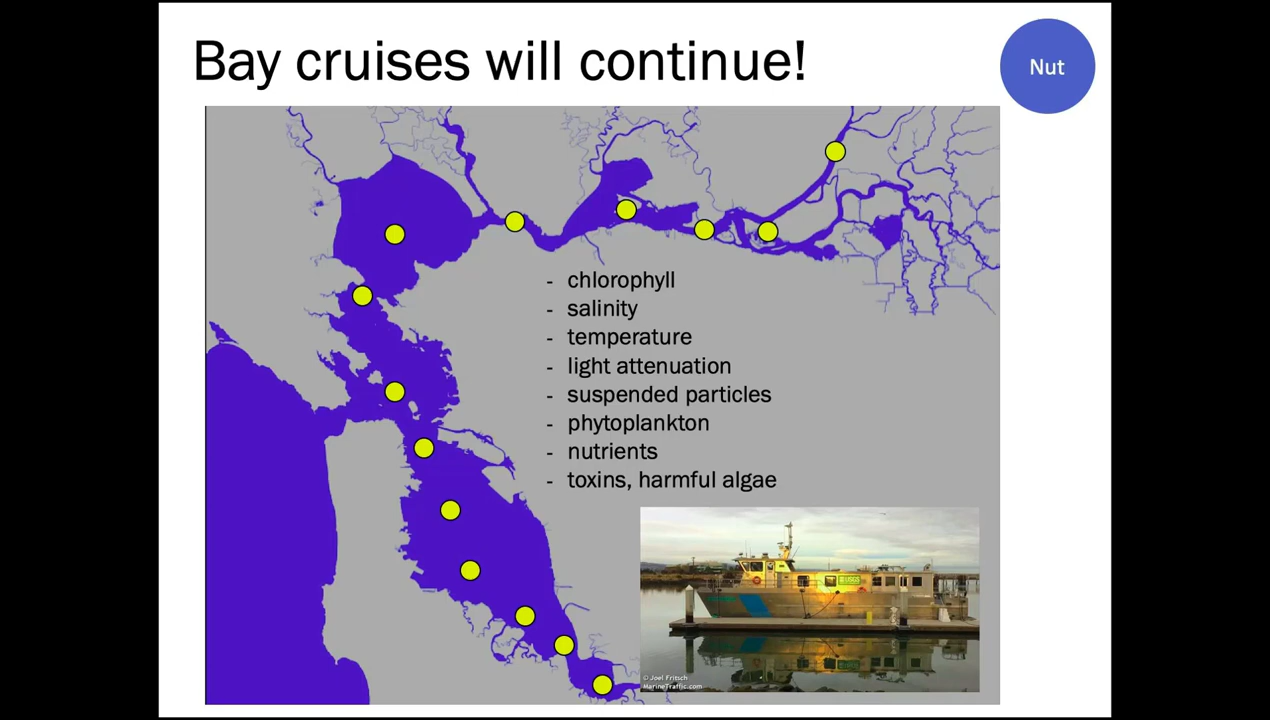 Bay cruises will continue!
Nut
- chlorophyll
- salinity
- temperature
- light attenuation
- suspended particles
- phytoplankton
- nutrients
- toxins, harmful algae
USGS
© Joel Fritsch
MarineTraffic.com